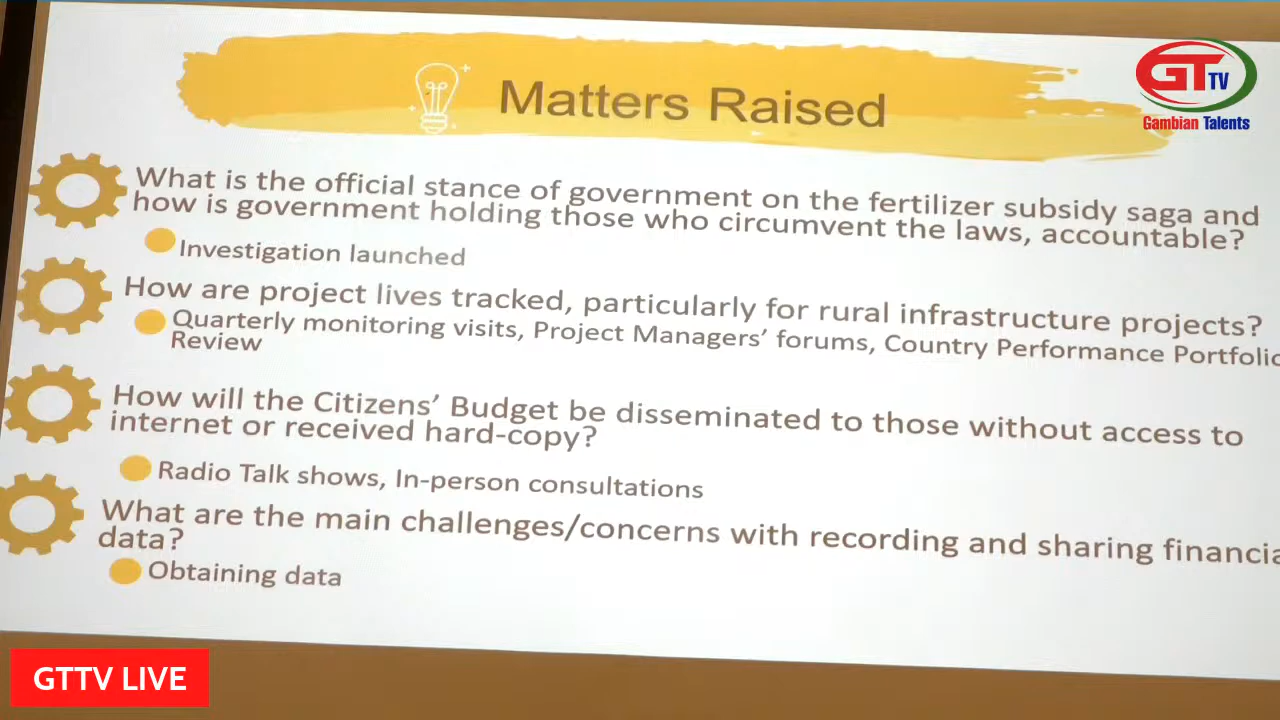 Matters Raised
GT TV
Gambian Talents
What is the official stance of government on the fertilizer subsidy saga and
how is government holding those who circumvent the laws, accountable?
Investigation launched
How are project lives tracked, particularly for rural infrastructure projects?
Quarterly monitoring visits, Project Managers’ forums, Country Performance Portfolio
Review
How will the Citizens’ Budget be disseminated to those without access to
internet or received hard-copy?
Radio Talk shows, In-person consultations
What are the main challenges/concerns with recording and sharing financia
data?
Obtaining data
GTTV LIVE